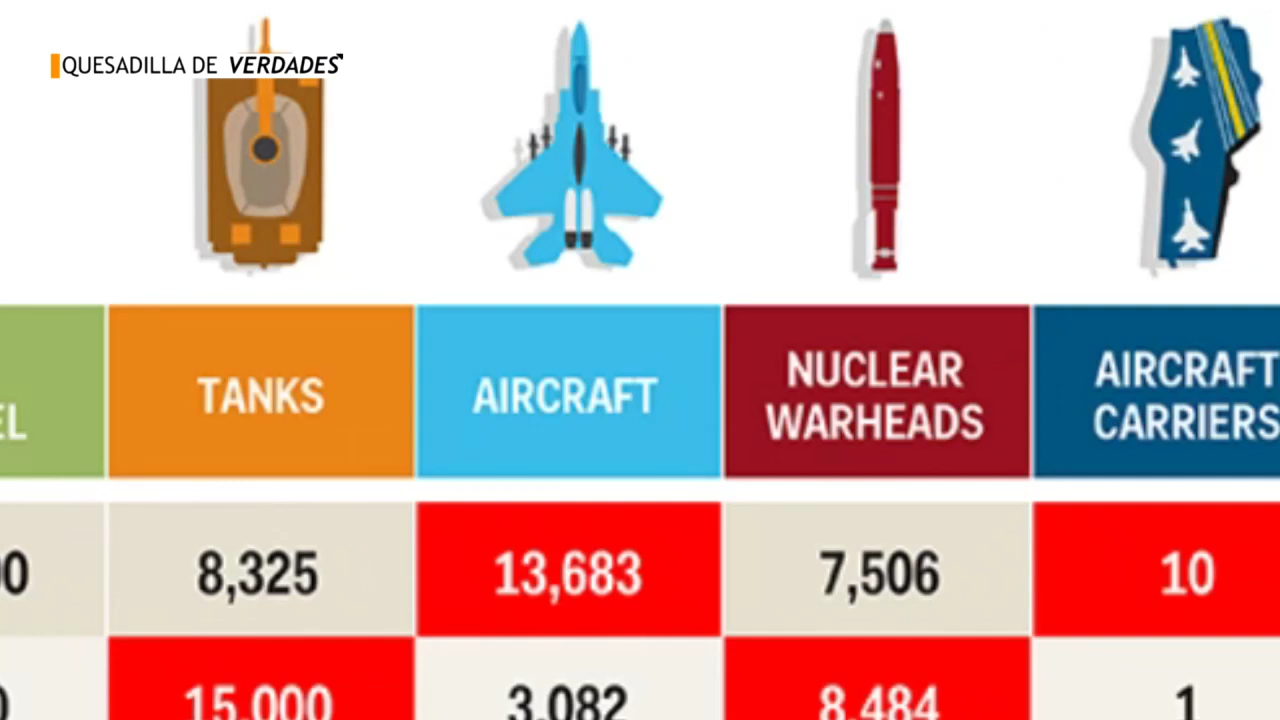 QUESADILLA DE VERDADES
TANKS
AIRCRAFT
NUCLEAR
WARHEADS
AIRCRAFT
CARRIERS
8,325
13,683
7,506
10
15,000
3,082
8,484
1